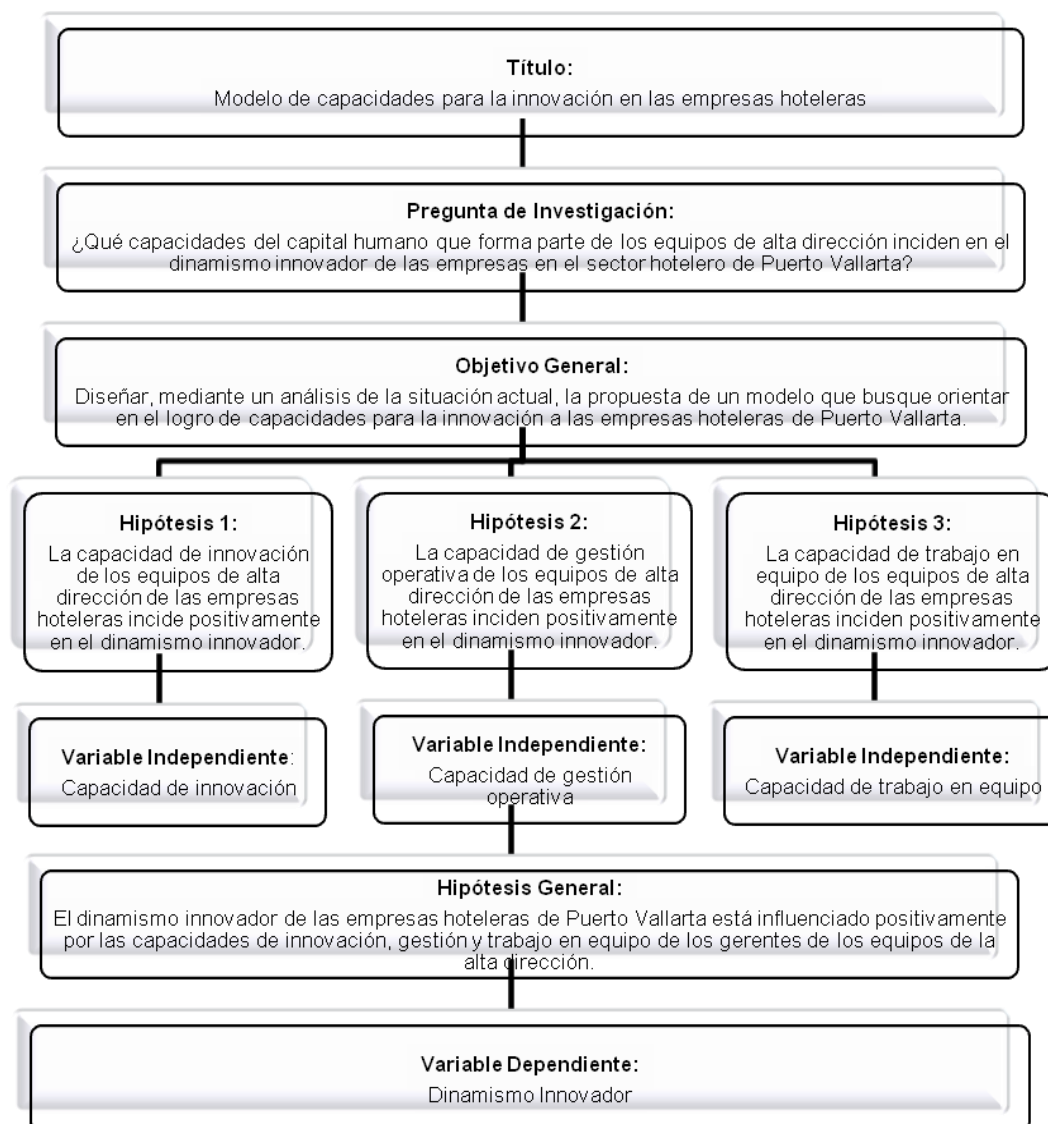 Título:
Modelo de capacidades para la innovación en las empresas hoteleras
Pregunta de Investigación:
¿Qué capacidades del capital humano que forma parte de los equipos de alta dirección inciden en el
dinamismo innovador de las empresas en el sector hotelero de Puerto Vallarta?
Objetivo General:
Diseñar, mediante un análisis de la situación actual, la propuesta de un modelo que busque orientar
en el logro de capacidades para la innovación a las empresas hoteleras de Puerto Vallarta.
Hipótesis 1:
La capacidad de innovación
de los equipos de alta
dirección de las empresas
hoteleras incide positivamente
en el dinamismo innovador.
Hipótesis 2:
La capacidad de gestión
operativa de los equipos de alta
dirección de las empresas
hoteleras inciden positivamente
en el dinamismo innovador.
Hipótesis 3:
La capacidad de trabajo en
equipo de los equipos de alta
dirección de las empresas
hoteleras inciden positivamente
en el dinamismo innovador.
Variable Independiente:
Capacidad de innovación
Variable Independiente:
Capacidad de gestión
operativa
Variable Independiente:
Capacidad de trabajo en equipo
Hipótesis General:
El dinamismo innovador de las empresas hoteleras de Puerto Vallarta está influenciado positivamente
por las capacidades de innovación, gestión y trabajo en equipo de los gerentes de los equipos de la
alta dirección.
Variable Dependiente:
Dinamismo Innovador